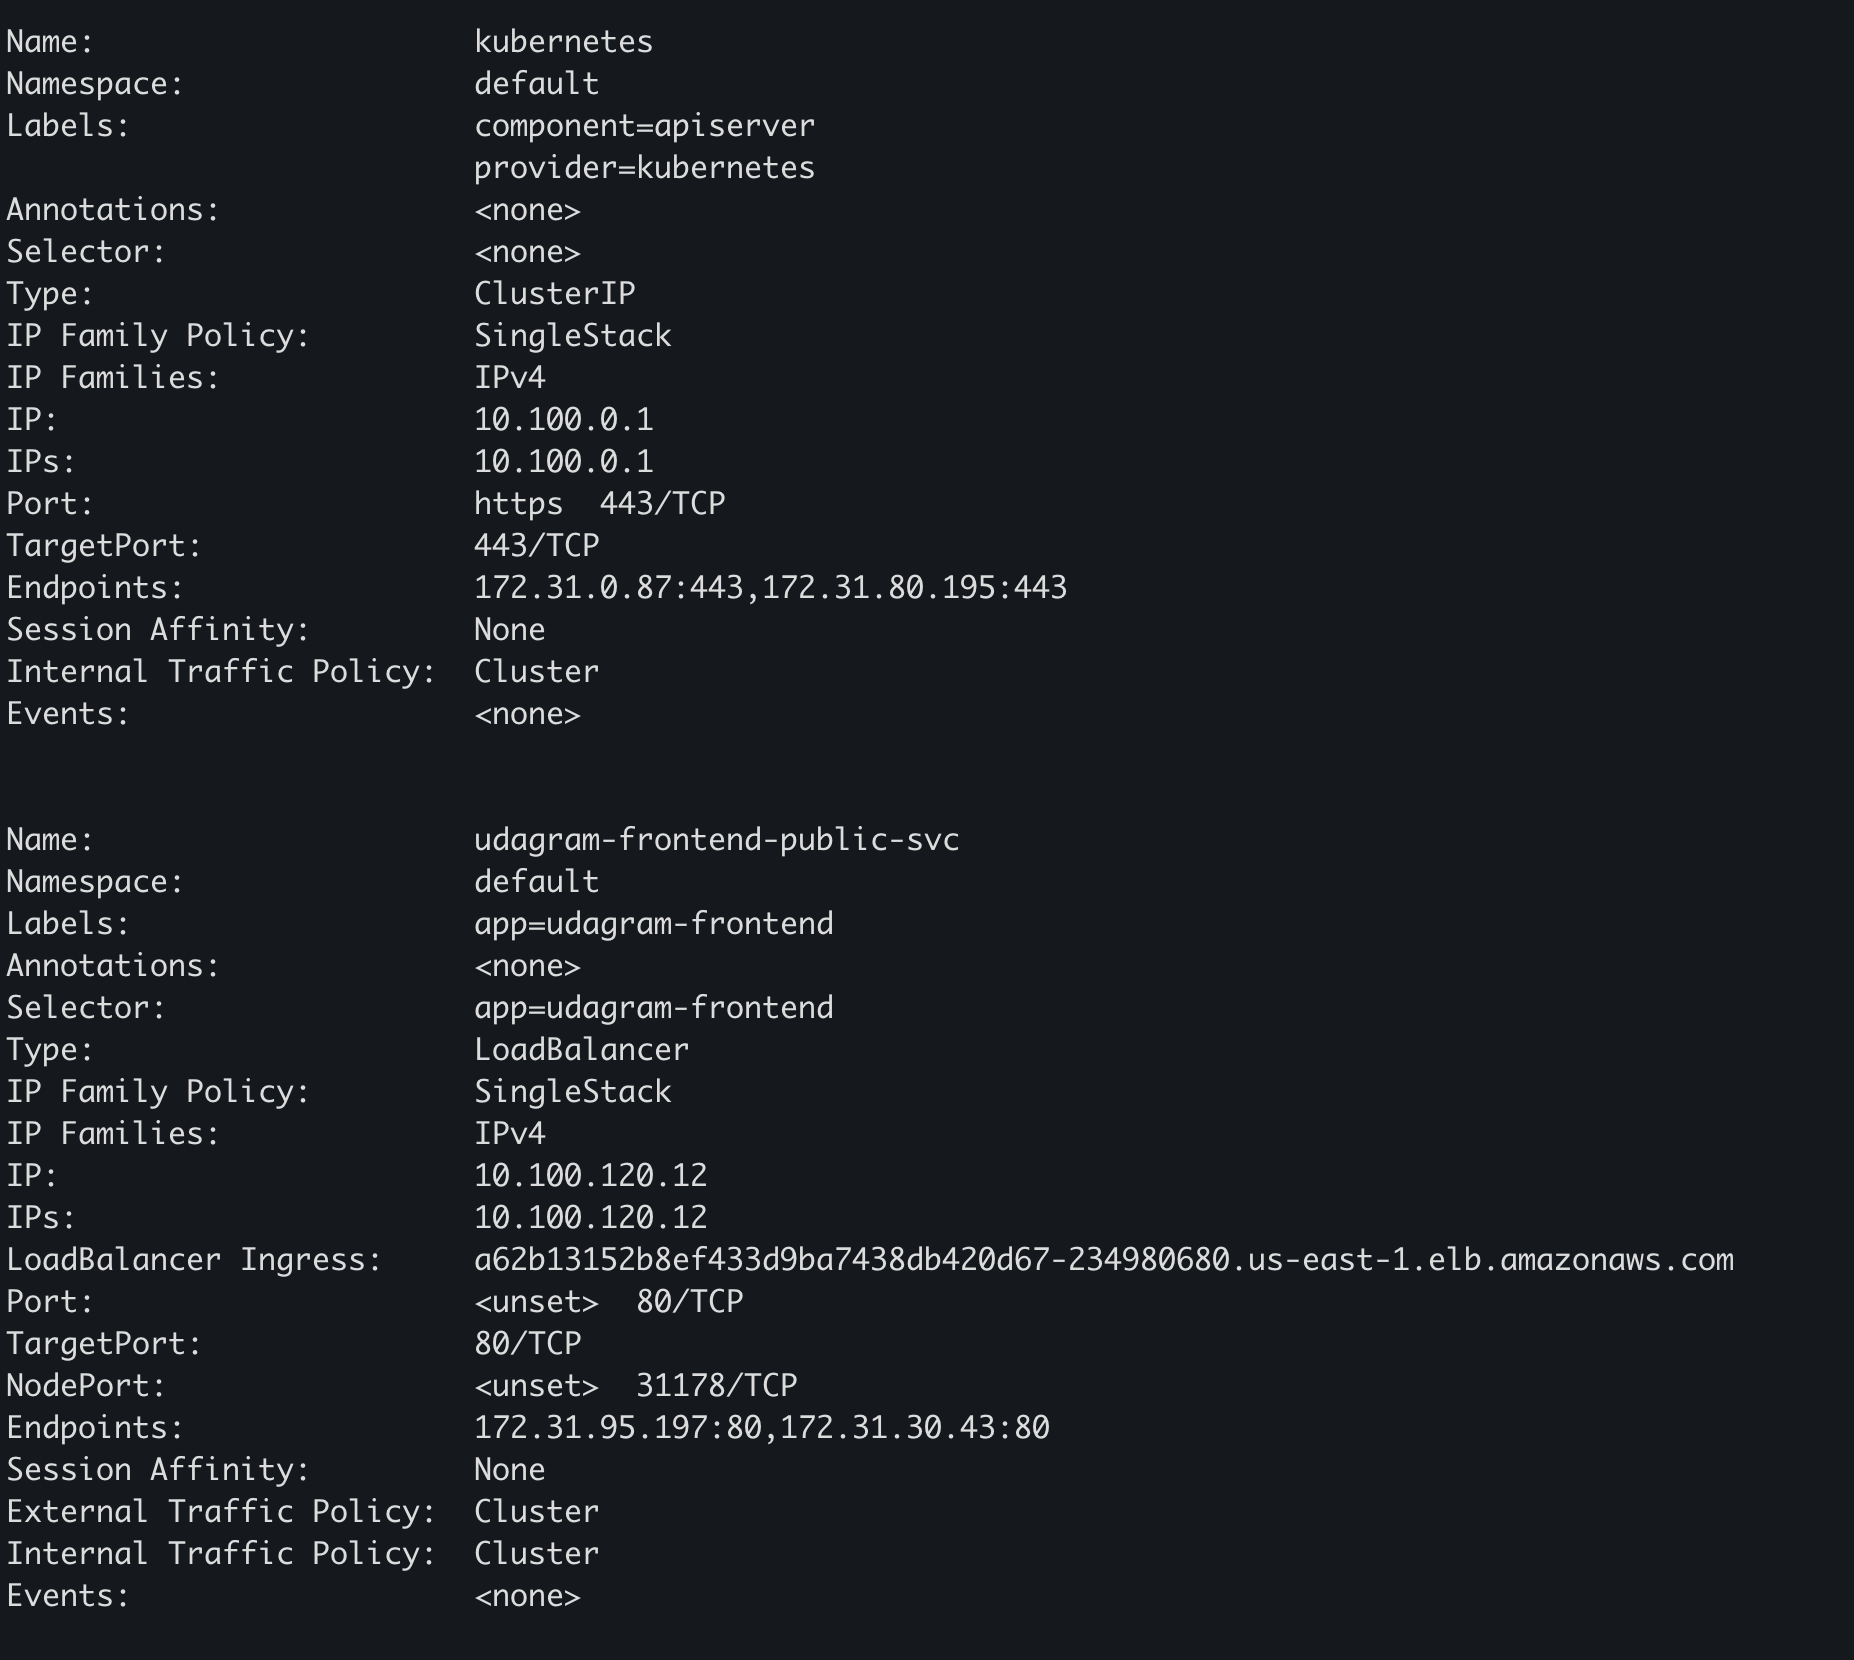 Name:                     kubernetes
Namespace:                default
Labels:                   component=apiserver
                          provider=kubernetes
Annotations:              <none>
Selector:                 <none>
Type:                     ClusterIP
IP Family Policy:         SingleStack
IP Families:              IPv4
IP:                       10.100.0.1
IPs:                      10.100.0.1
Port:                     https  443/TCP
TargetPort:               443/TCP
Endpoints:                172.31.0.87:443,172.31.80.195:443
Session Affinity:         None
Internal Traffic Policy:  Cluster
Events:                   <none>


Name:                     udagram-frontend-public-svc
Namespace:                default
Labels:                   app=udagram-frontend
Annotations:              <none>
Selector:                 app=udagram-frontend
Type:                     LoadBalancer
IP Family Policy:         SingleStack
IP Families:              IPv4
IP:                       10.100.120.12
IPs:                      10.100.120.12
LoadBalancer Ingress:     a62b13152b8ef433d9ba7438db420d67-234980680.us-east-1.elb.amazonaws.com
Port:                     <unset>  80/TCP
TargetPort:               80/TCP
NodePort:                 <unset>  31178/TCP
Endpoints:                172.31.95.197:80,172.31.30.43:80
Session Affinity:         None
External Traffic Policy:  Cluster
Internal Traffic Policy:  Cluster
Events:                   <none>